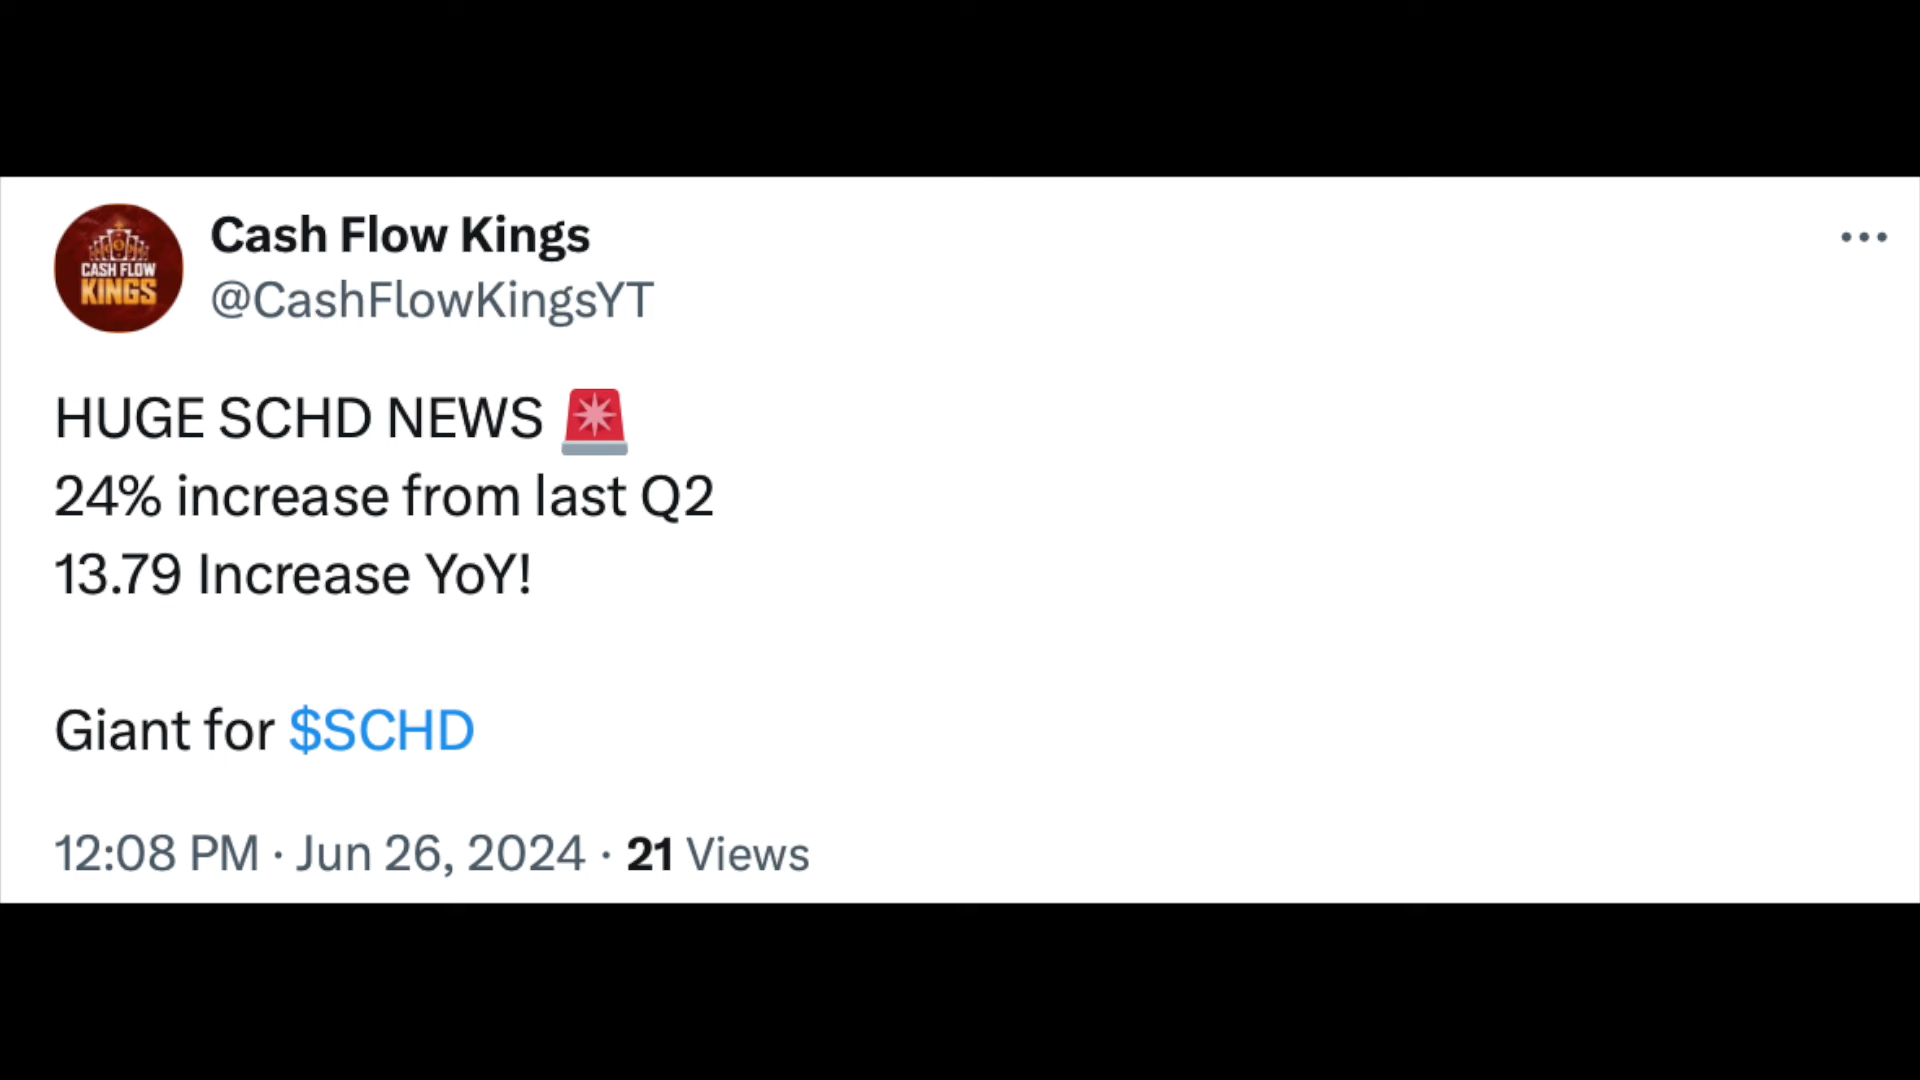 CASH FLOW
KINGS
Cash Flow Kings
@CashFlowKingsYT
HUGE SCHD NEWS 🚨
24% increase from last Q2
13.79 Increase YoY!
Giant for $SCHD
12:08 PM · Jun 26, 2024 · 21 Views